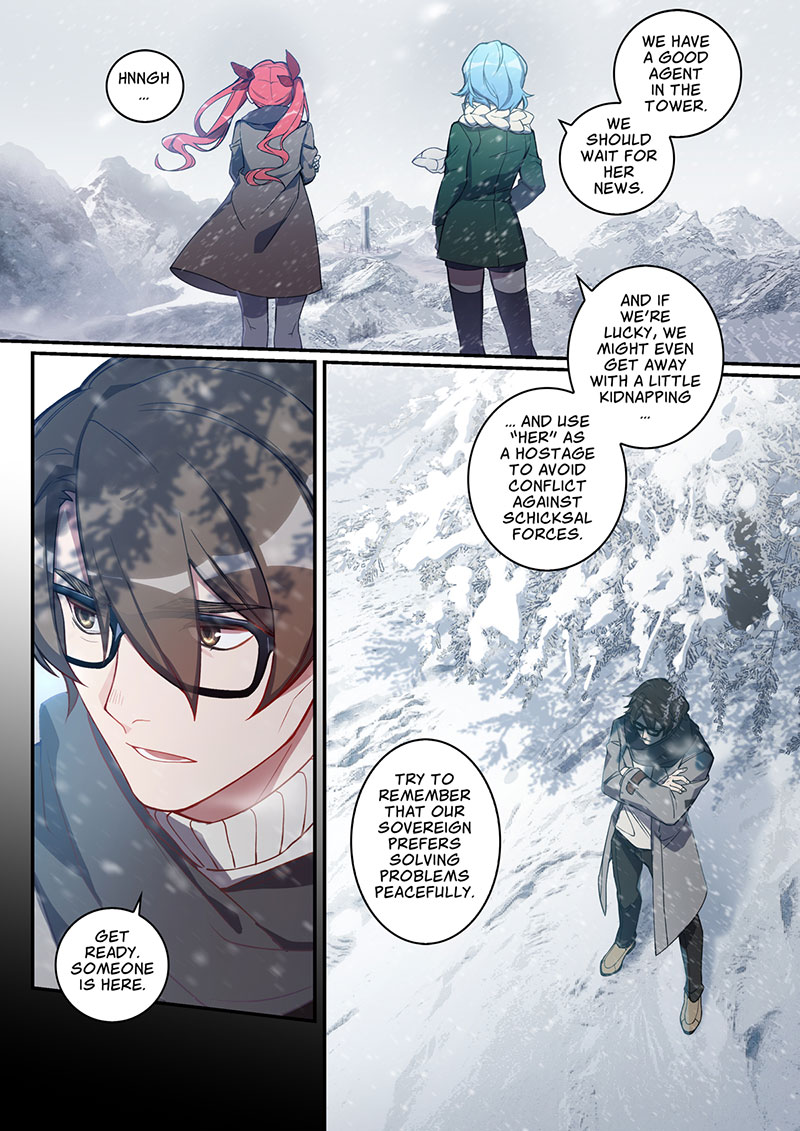 HNNGH
...
WE HAVE
A GOOD
AGENT
IN THE
TOWER.
WE
SHOULD
WAIT FOR
HER
NEWS.
AND IF
WE'RE
LUCKY, WE
MIGHT EVEN
GET AWAY
WITH A LITTLE
KIDNAPPING
...
... AND USE
"HER" AS
A HOSTAGE
TO AVOID
CONFLICT
AGAINST
SCHICKSAL
FORCES.
TRY TO
REMEMBER
THAT OUR
SOVEREIGN
PREFERS
SOLVING
PROBLEMS
PEACEFULLY.
GET
READY.
SOMEONE
IS HERE.